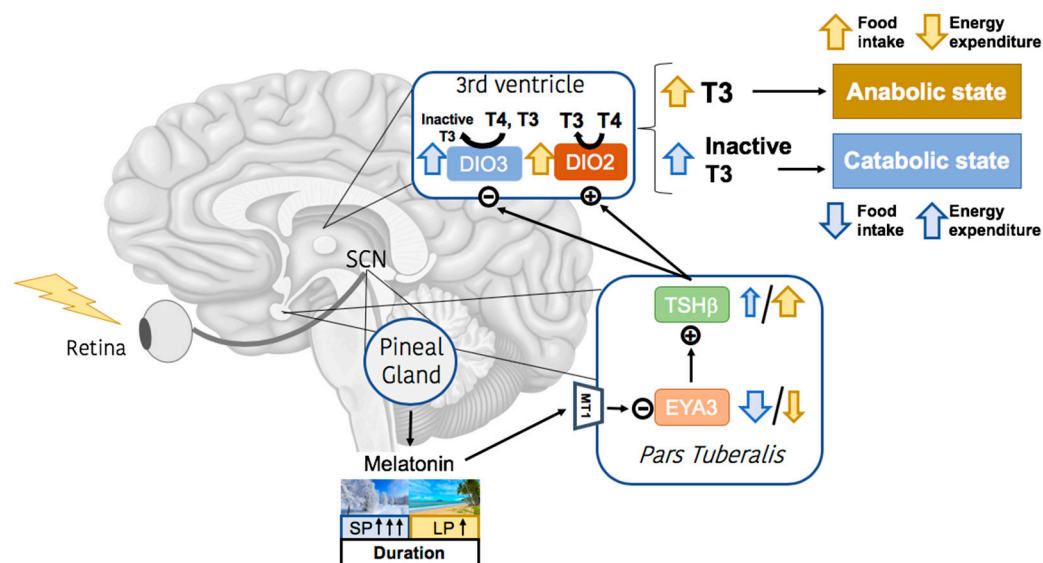 Food
intake
Energy
expenditure
3rd ventricle
Inactive
T3
T4, T3
T3 T4
DIO3
DIO2
T3
Anabolic state
Inactive
T3
Catabolic state
Food
intake
Energy
expenditure
SCN
Retina
Pineal
Gland
TSHβ
/
MT1
EYA3
/
Pars Tuberalis
Melatonin
SP
LP
Duration